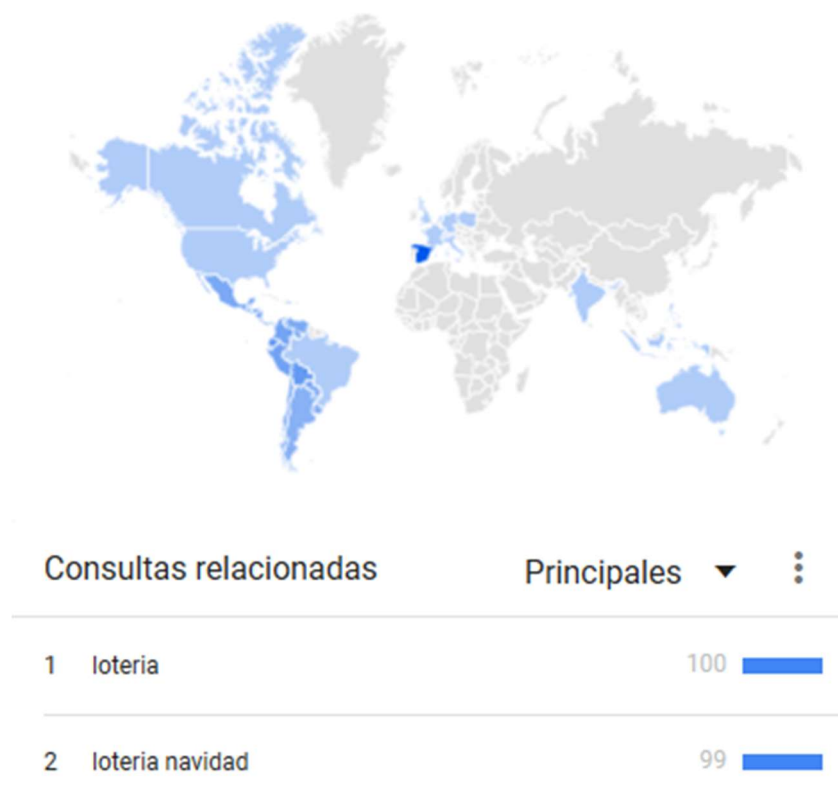 Consultas relacionadas Principales
1 loteria 100
2 loteria navidad 99